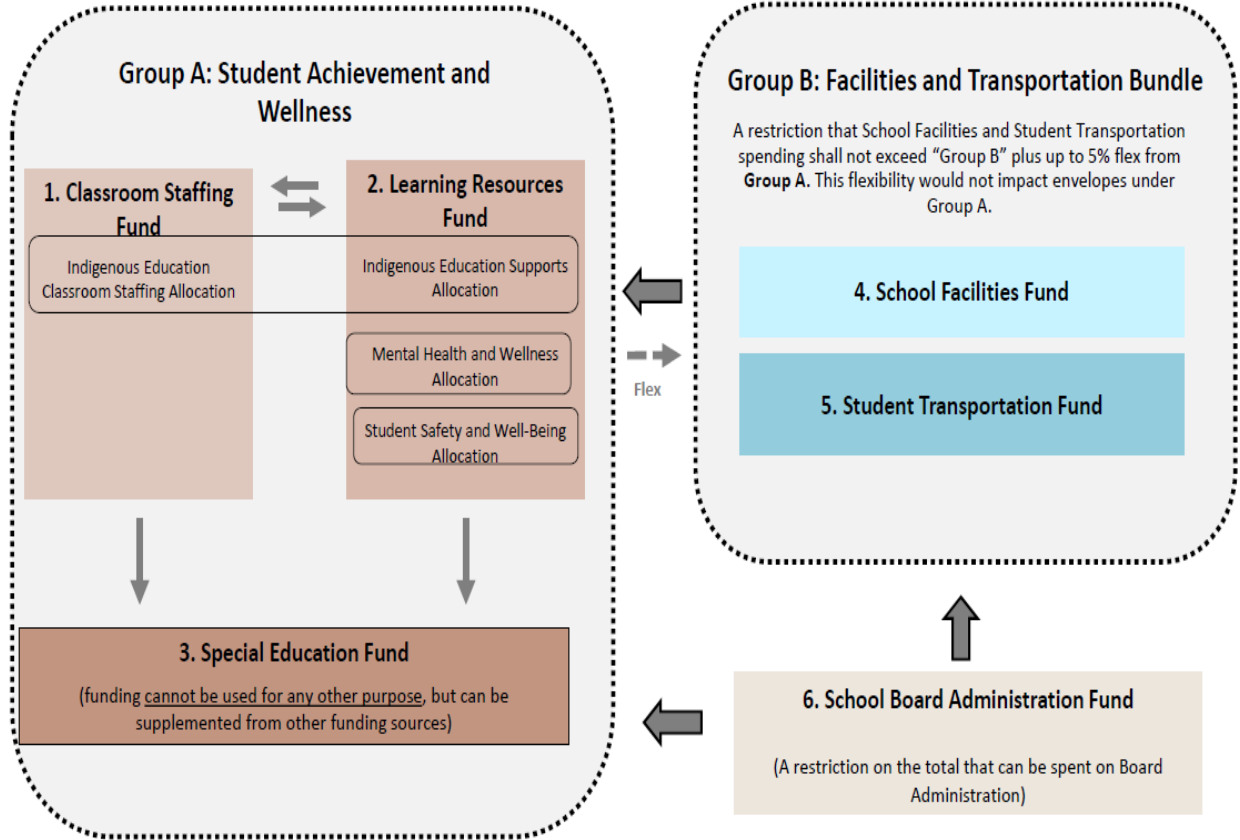 Group A: Student Achievement and
Wellness
1. Classroom Staffing
Fund
2. Learning Resources
Fund
Indigenous Education
Classroom Staffing Allocation
Indigenous Education Supports
Allocation
Mental Health and Wellness
Allocation
Student Safety and Well-Being
Allocation
3. Special Education Fund
(funding cannot be used for any other purpose, but can be
supplemented from other funding sources)
Flex
Group B: Facilities and Transportation Bundle
A restriction that School Facilities and Student Transportation
spending shall not exceed “Group B” plus up to 5% flex from
Group A. This flexibility would not impact envelopes under
Group A.
4. School Facilities Fund
5. Student Transportation Fund
6. School Board Administration Fund
(A restriction on the total that can be spent on Board
Administration)